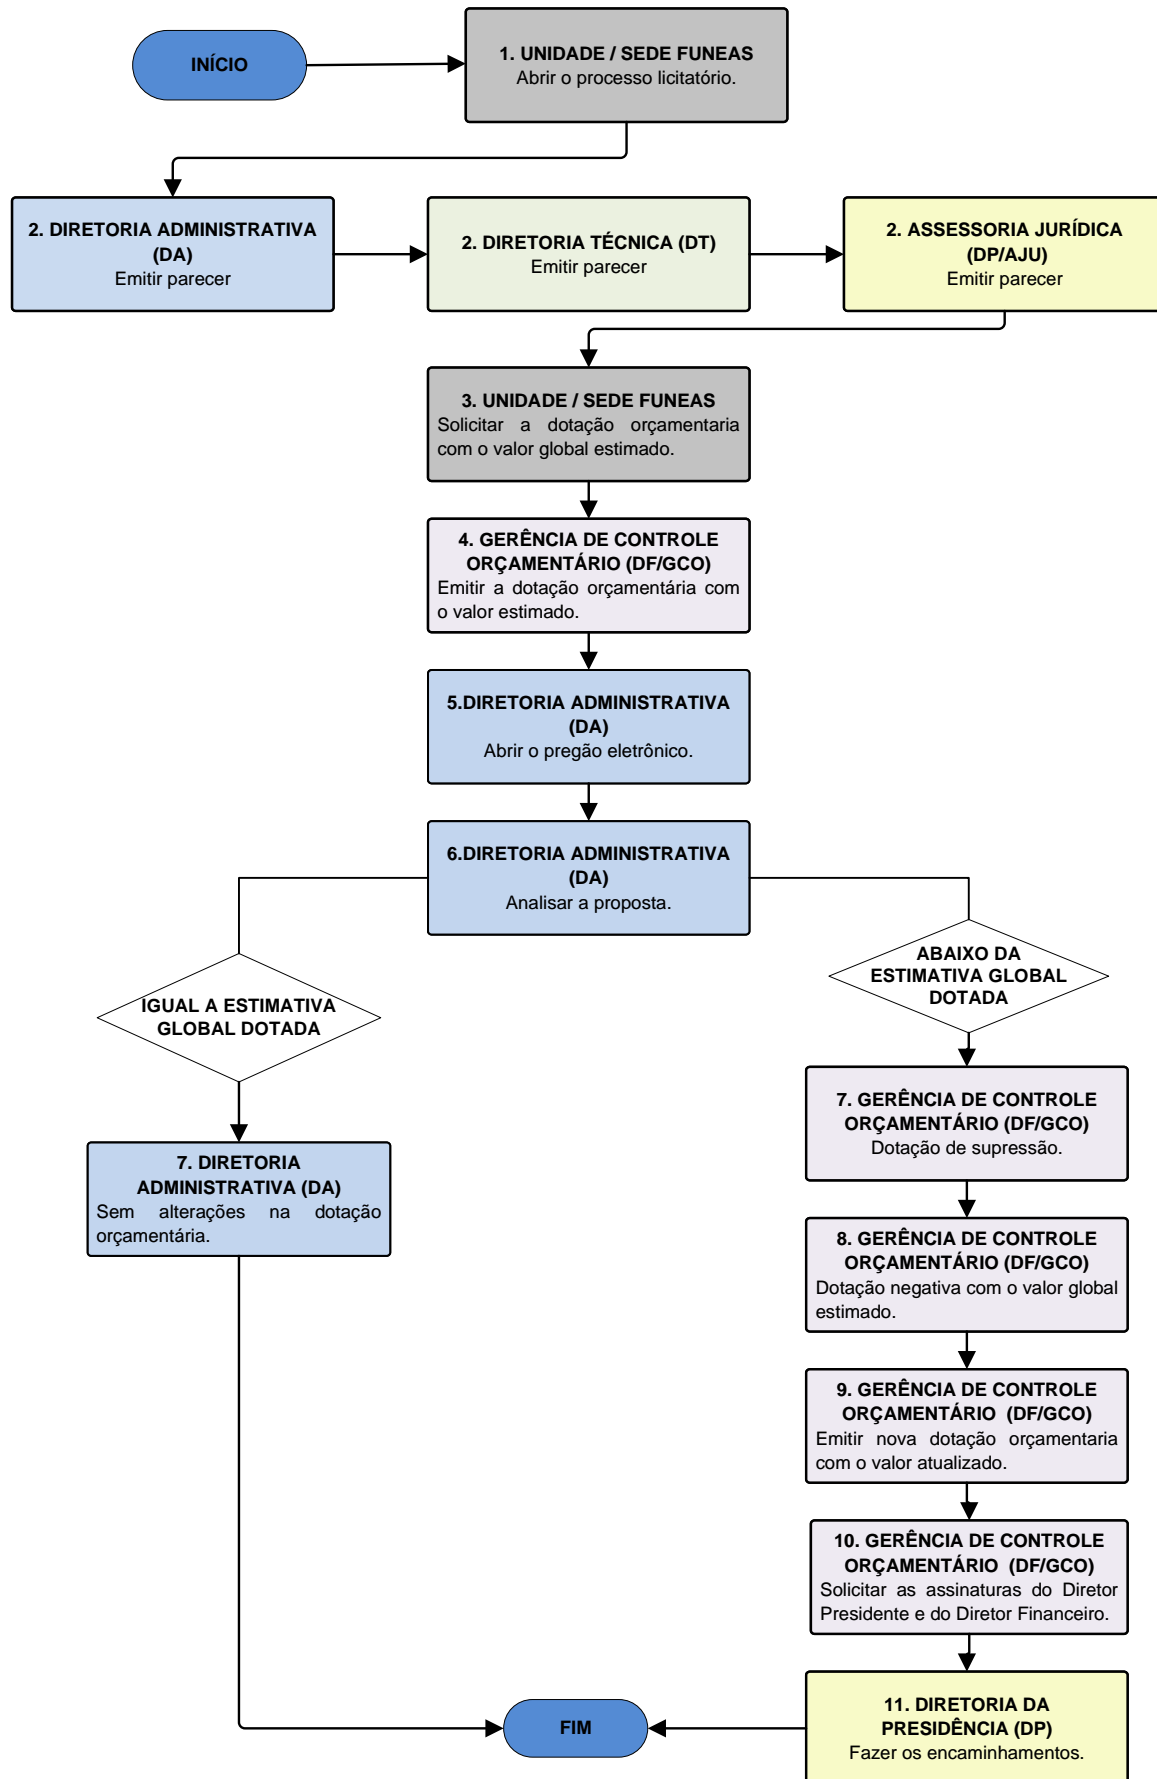 INÍCIO
1. UNIDADE / SEDE FUNEAS
Abrir o processo licitatório.
2. DIRETORIA ADMINISTRATIVA
(DA)
Emitir parecer
2. DIRETORIA TÉCNICA (DT)
Emitir parecer
2. ASSESSORIA JURÍDICA
(DP/AJU)
Emitir parecer
3. UNIDADE / SEDE FUNEAS
Solicitar a dotação orçamentaria
com o valor global estimado.
4. GERÊNCIA DE CONTROLE
ORÇAMENTÁRIO (DF/GCO)
Emitir a dotação orçamentária com
o valor estimado.
5.DIRETORIA ADMINISTRATIVA
(DA)
Abrir o pregão eletrônico.
6.DIRETORIA ADMINISTRATIVA
(DA)
Analisar a proposta.
IGUAL A ESTIMATIVA
GLOBAL DOTADA
ABAIXO DA
ESTIMATIVA GLOBAL
DOTADA
7. DIRETORIA
ADMINISTRATIVA (DA)
Sem alterações na dotação
orçamentária.
7. GERÊNCIA DE CONTROLE
ORÇAMENTÁRIO (DF/GCO)
Dotação de supressão.
8. GERÊNCIA DE CONTROLE
ORÇAMENTÁRIO (DF/GCO)
Dotação negativa com o valor global
estimado.
9. GERÊNCIA DE CONTROLE
ORÇAMENTÁRIO (DF/GCO)
Emitir nova dotação orçamentaria
com o valor atualizado.
10. GERÊNCIA DE CONTROLE
ORÇAMENTÁRIO (DF/GCO)
Solicitar as assinaturas do Diretor
Presidente e do Diretor Financeiro.
11. DIRETORIA DA
PRESIDÊNCIA (DP)
Fazer os encaminhamentos.
FIM